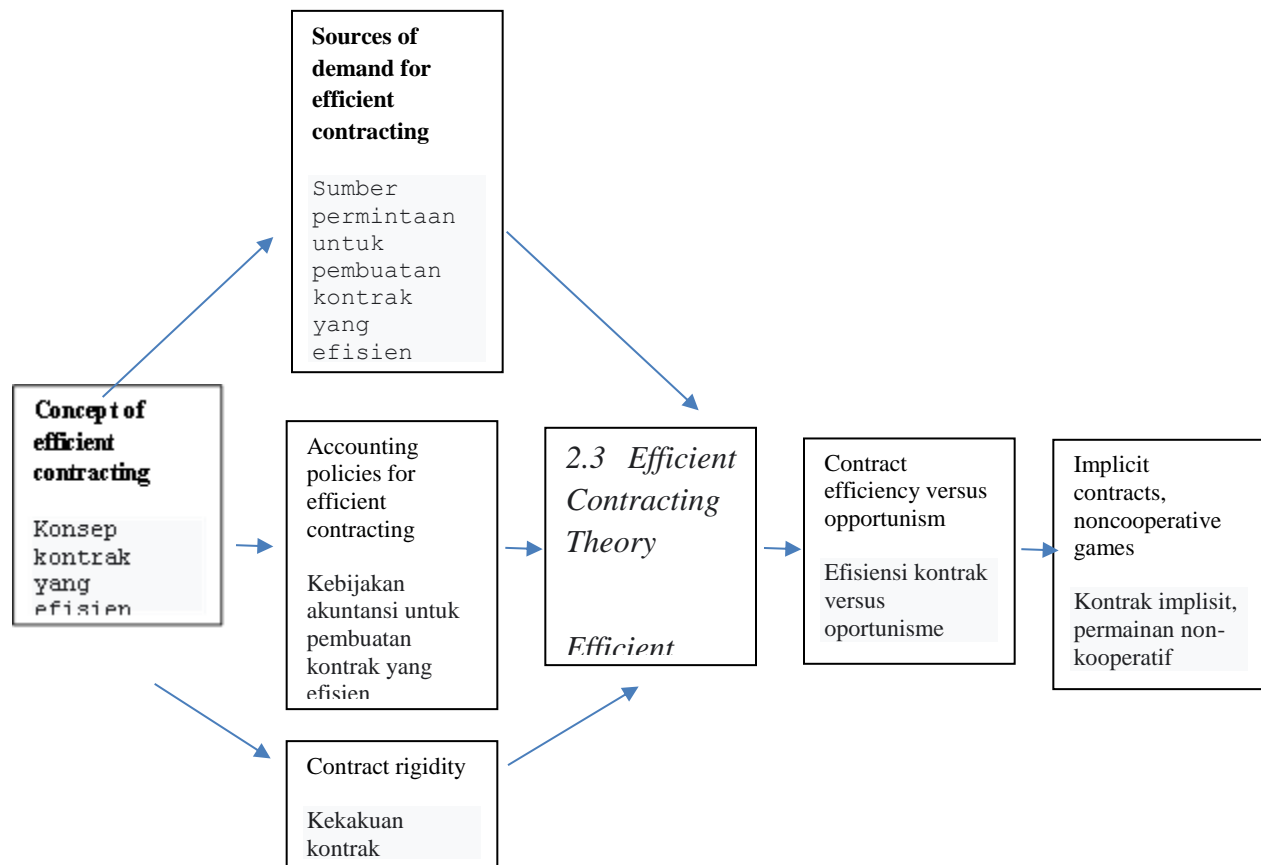 Sources of
demand for
efficient
contracting
Sumber
permintaan
untuk
pembuatan
kontrak
yang
efisien
Concept of
efficient
contracting
Konsep
kontrak
yang
efisien
Accounting
policies for
efficient
contracting
Kebijakan
akuntansi untuk
pembuatan
kontrak yang
efisien
2.3 Efficient
Contracting
Theory
Efficient
Contract
efficiency versus
opportunism
Efisiensi kontrak
versus
oportunisme
Implicit
contracts,
noncooperative
games
Kontrak implisit,
permainan non-
kooperatif
Contract rigidity
Kekakuan
kontrak